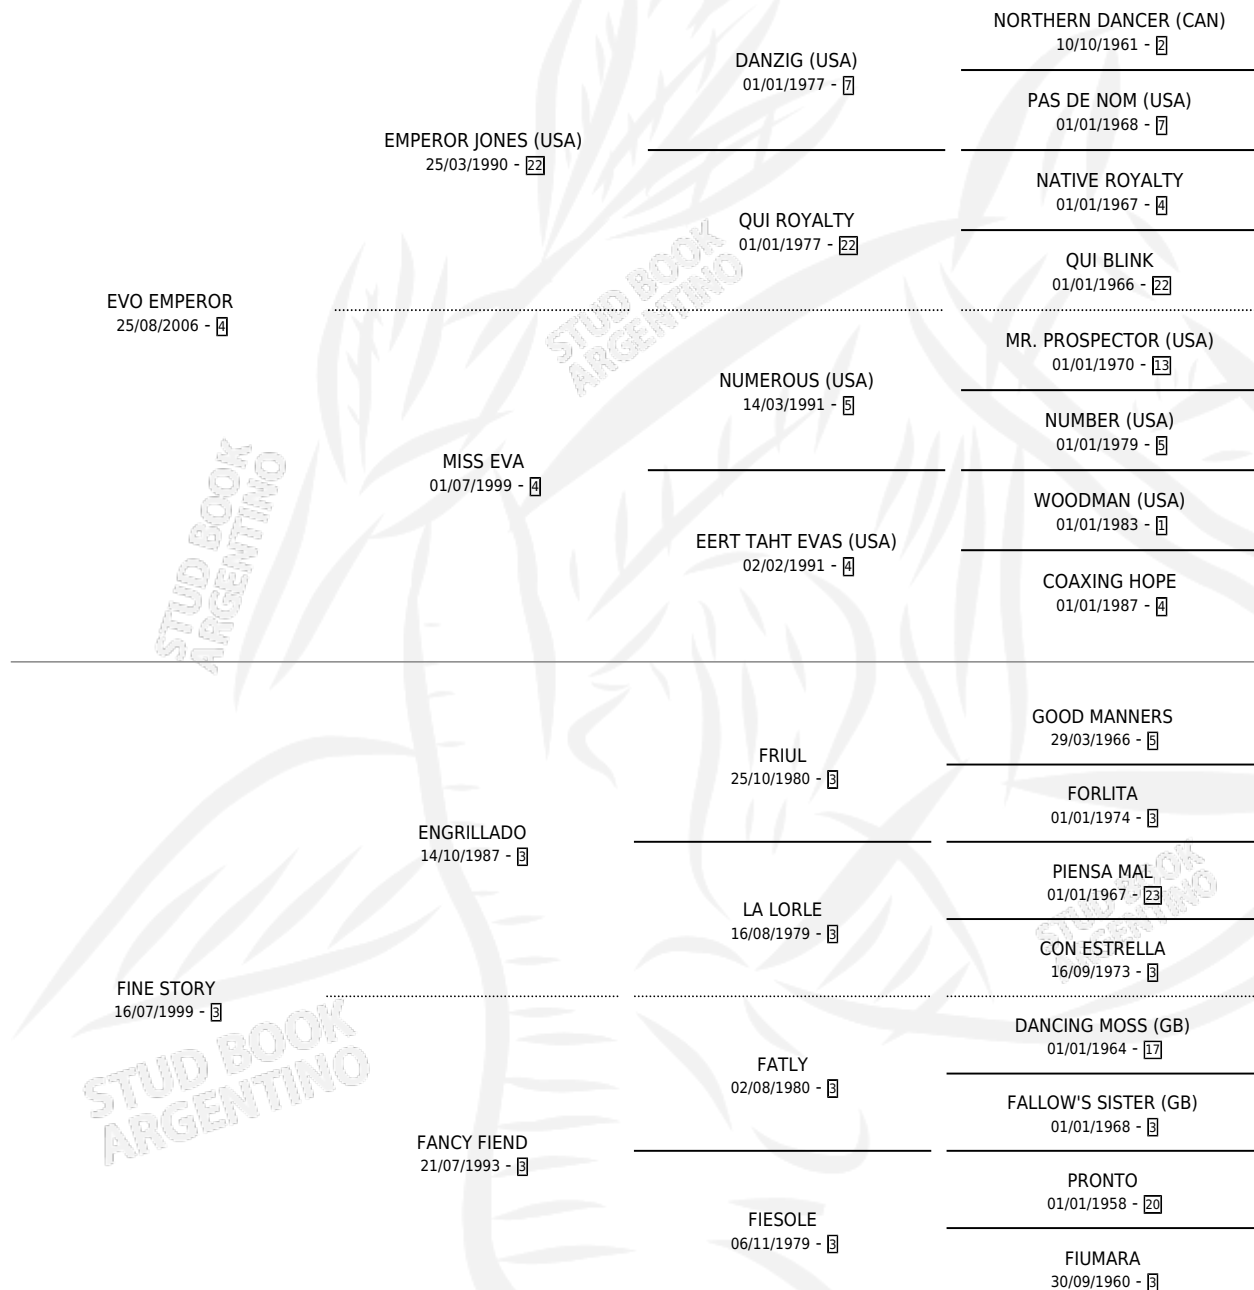 NORTHERN DANCER (CAN)
10/10/1961 - 2
DANZIG (USA)
01/01/1977 - 7
PAS DE NOM (USA)
01/01/1968 - 7
EMPEROR JONES (USA)
25/03/1990 - 22
NATIVE ROYALTY
01/01/1967 - 4
QUI ROYALTY
01/01/1977 - 22
QUI BLINK
01/01/1966 - 22
EVO EMPEROR
25/08/2006 - 4
STUD BOOK
ARGENTINO
MR. PROSPECTOR (USA)
01/01/1970 - 13
NUMEROUS (USA)
14/03/1991 - 5
NUMBER (USA)
01/01/1979 - 5
MISS EVA
01/07/1999 - 4
WOODMAN (USA)
01/01/1983 - 1
EERT TAHT EVAS (USA)
02/02/1991 - 4
COAXING HOPE
01/01/1987 - 4
STUD BOOK
ARGENTINO
GOOD MANNERS
29/03/1966 - 5
FRIUL
25/10/1980 - 3
FORLITA
01/01/1974 - 3
ENGRILLADO
14/10/1987 - 3
PIENSA MAL
01/01/1967 - 23
LA LORLE
16/08/1979 - 3
STUD BOOK
ARGENTINO
CON ESTRELLA
16/09/1973 - 3
FINE STORY
16/07/1999 - 3
DANCING MOSS (GB)
01/01/1964 - 17
FATLY
02/08/1980 - 3
STUD BOOK
ARGENTINO
FALLOW'S SISTER (GB)
01/01/1968 - 3
FANCY FIEND
21/07/1993 - 3
PRONTO
01/01/1958 - 20
FIESOLE
06/11/1979 - 3
FIUMARA
30/09/1960 - 3